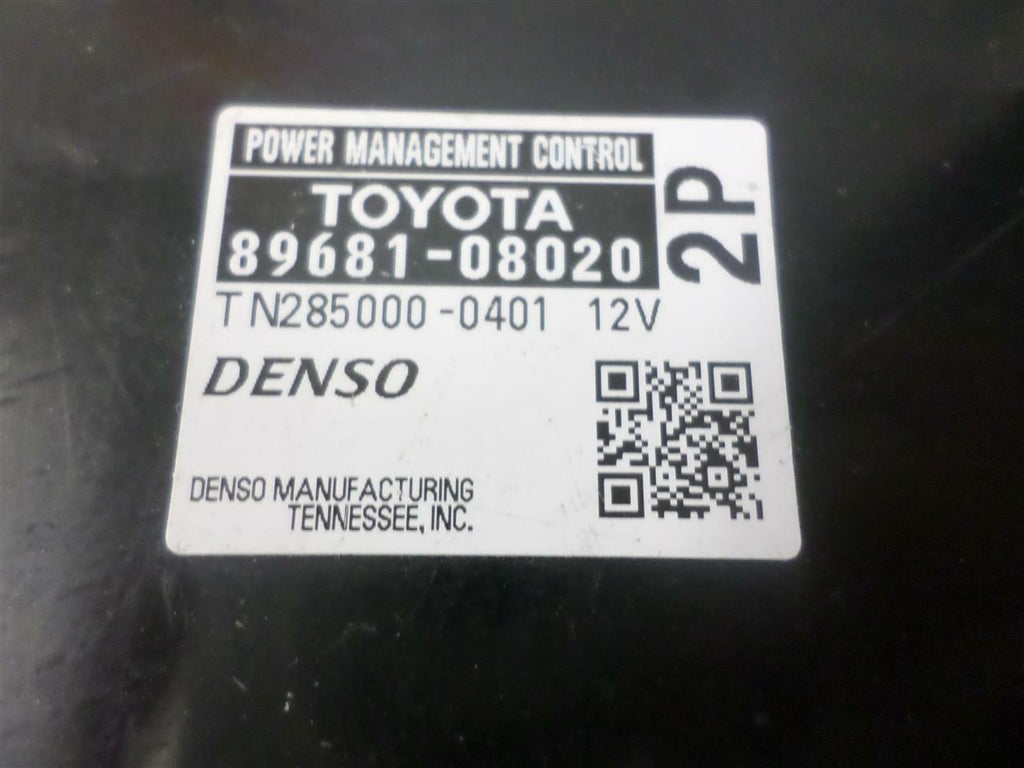 POWER MANAGEMENT CONTROL
TOYOTA
89681-08020
2P
TN285000-0401 12V
DENSO
DENSO MANUFACTURING
TENNESSEE, INC.